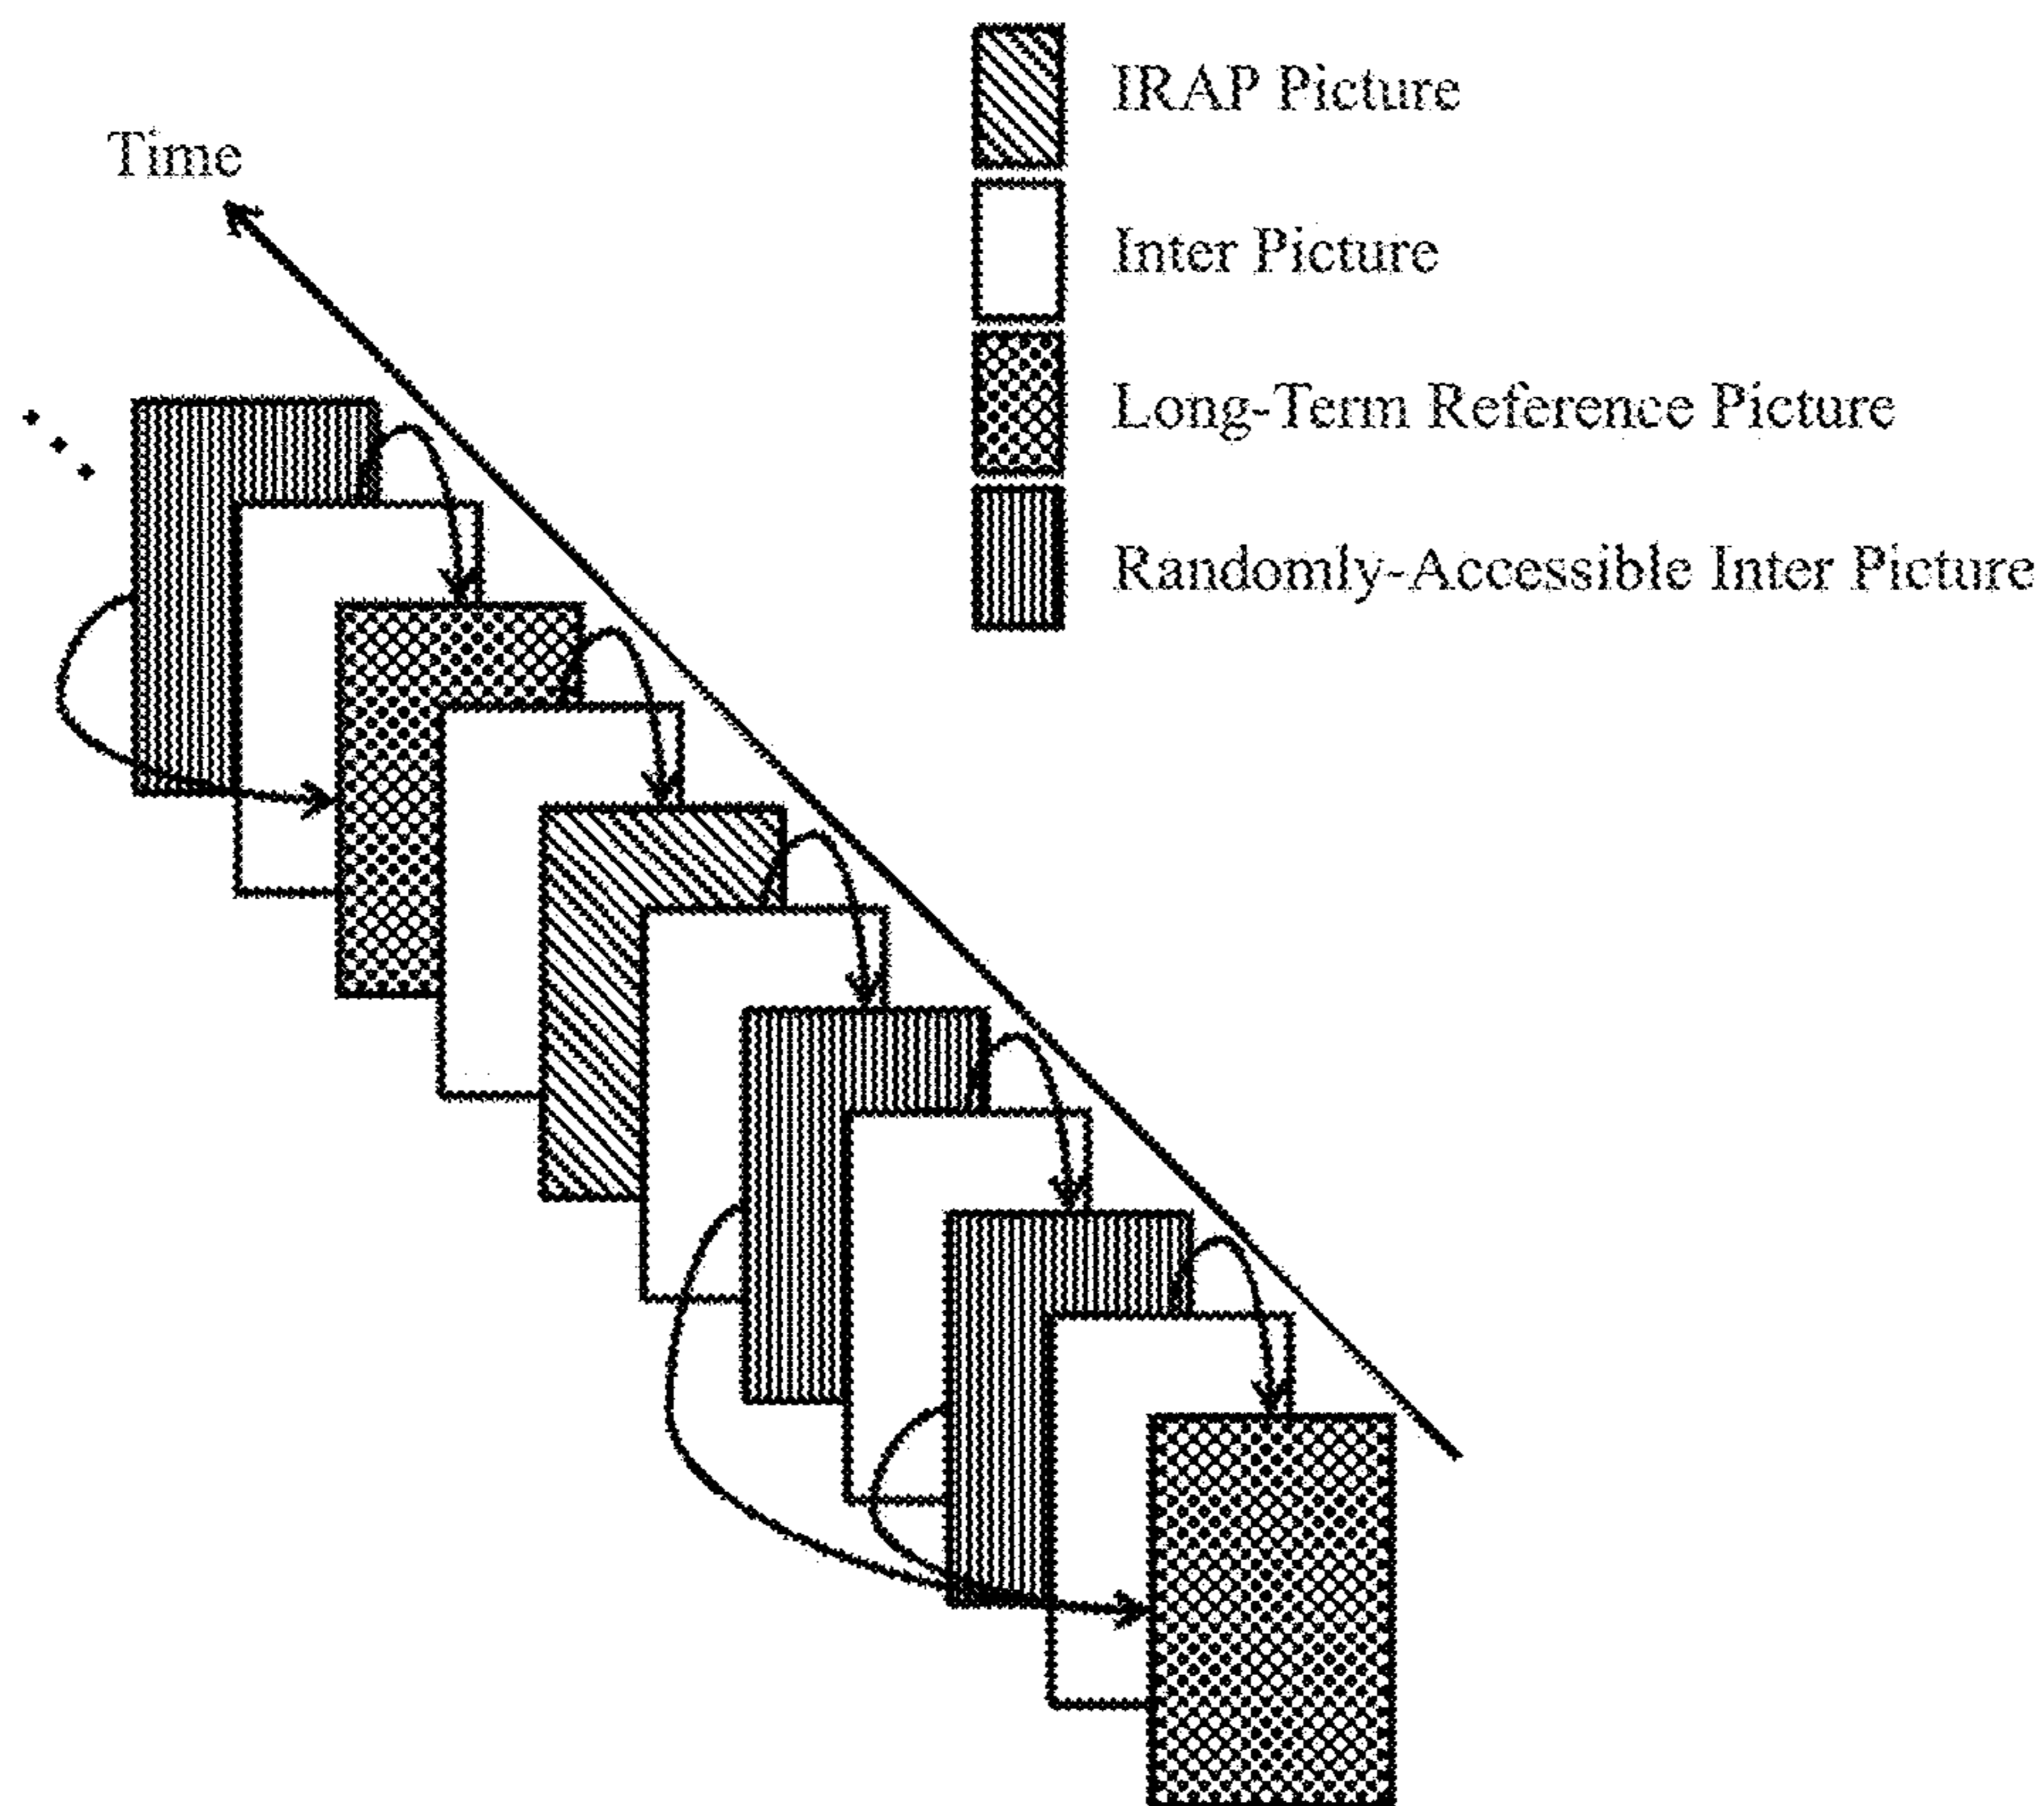 IRAP Picture
Time
Inter Picture
Long-Term Reference Picture
Randomly-Accessible Inter Picture